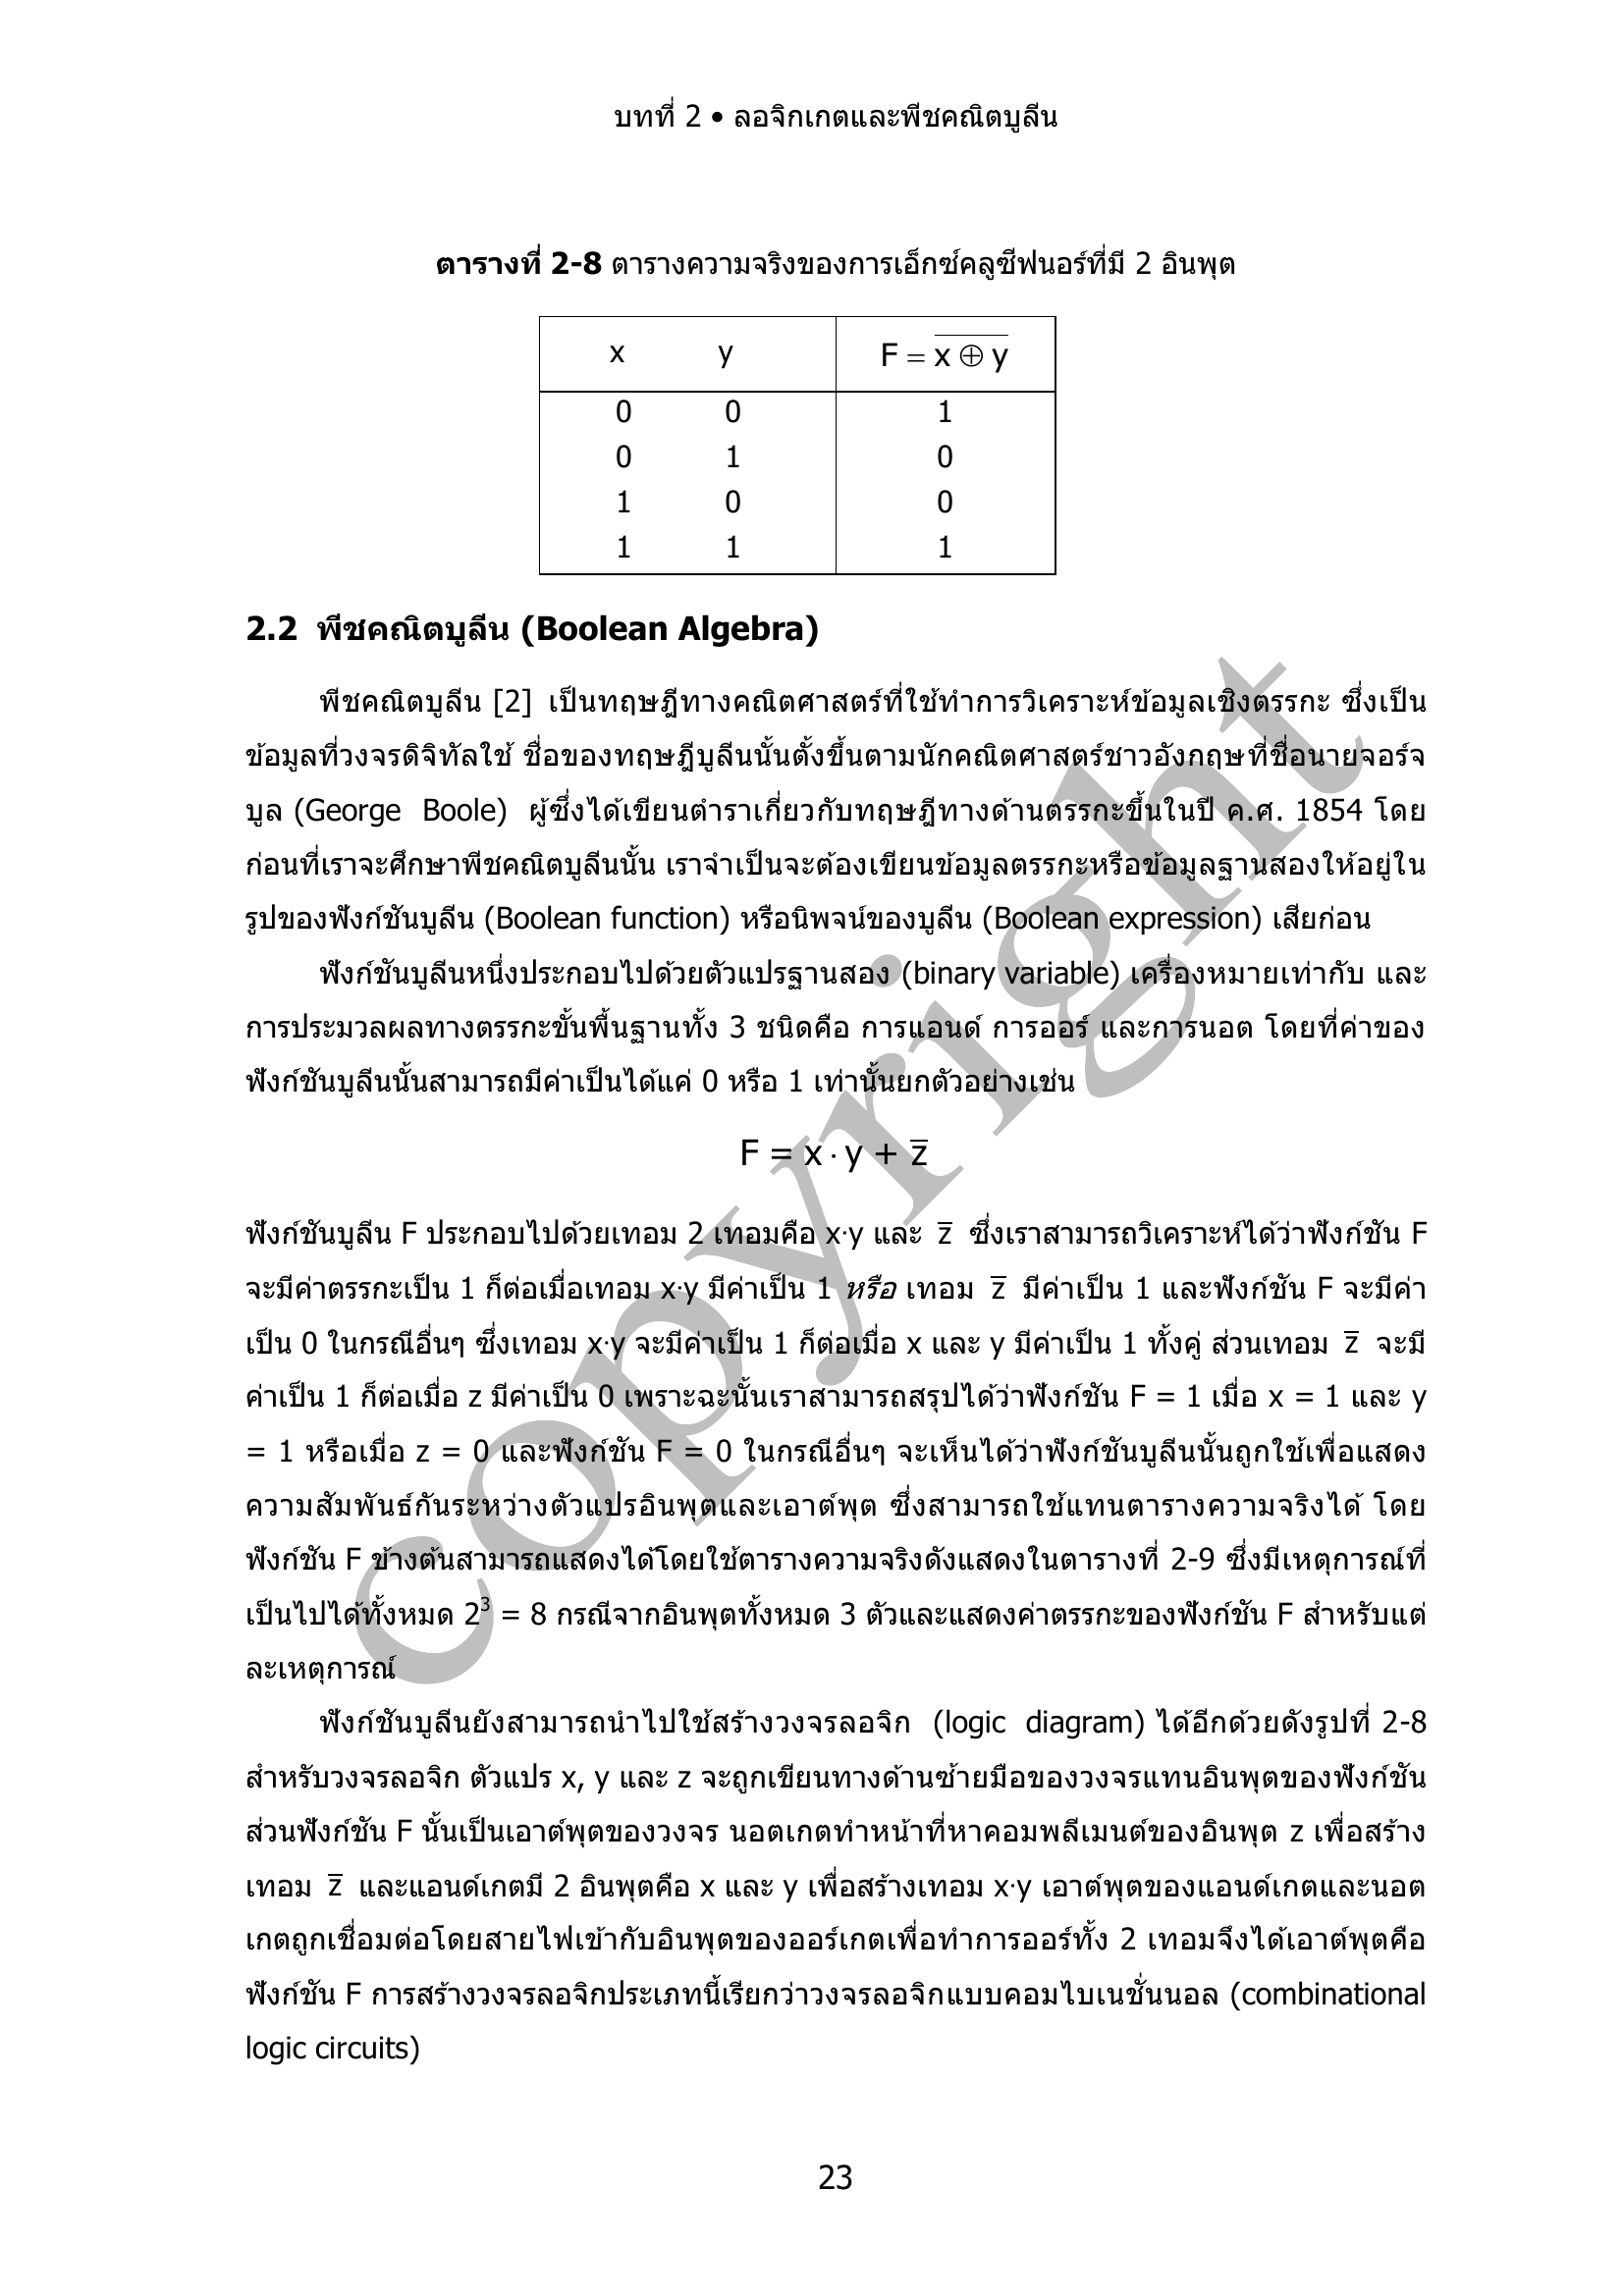 บทที่ 2 • ลอจิกเกตและพีชคณิตบูลีน
ตารางที่ 2-8 ตารางความจริงของการเอ็กซ์คลูซีฟนอร์ที่มี 2 อินพุต
x y F = \overline{x ⊕ y}
0 0 1
0 1 0
1 0 0
1 1 1
2.2 พีชคณิตบูลีน (Boolean Algebra)
พีชคณิตบูลีน [2] เป็นทฤษฎีทางคณิตศาสตร์ที่ใช้ทำการวิเคราะห์ข้อมูลเชิงตรรกะ ซึ่งเป็น
ข้อมูลที่วงจรดิจิทัลใช้ ชื่อของทฤษฎีบูลีนนั้นตั้งขึ้นตามนักคณิตศาสตร์ชาวอังกฤษที่ชื่อนายจอร์จ
บูล (George Boole) ผู้ซึ่งได้เขียนตำราเกี่ยวกับทฤษฎีทางด้านตรรกะขึ้นในปี ค.ศ. 1854 โดย
ก่อนที่เราจะศึกษาพีชคณิตบูลีนนั้น เราจำเป็นจะต้องเขียนข้อมูลตรรกะหรือข้อมูลฐานสองให้อยู่ใน
รูปของฟังก์ชันบูลีน (Boolean function) หรือนิพจน์ของบูลีน (Boolean expression) เสียก่อน
ฟังก์ชันบูลีนหนึ่งประกอบไปด้วยตัวแปรฐานสอง (binary variable) เครื่องหมายเท่ากับ และ
การประมวลผลทางตรรกะขั้นพื้นฐานทั้ง 3 ชนิดคือ การแอนด์ การออร์ และการนอต โดยที่ค่าของ
ฟังก์ชันบูลีนนั้นสามารถมีค่าเป็นได้แค่ 0 หรือ 1 เท่านั้นยกตัวอย่างเช่น
F = x · y + z̅
ฟังก์ชันบูลีน F ประกอบไปด้วยเทอม 2 เทอมคือ x·y และ z̅ ซึ่งเราสามารถวิเคราะห์ได้ว่าฟังก์ชัน F
จะมีค่าตรรกะเป็น 1 ก็ต่อเมื่อเทอม x·y มีค่าเป็น 1 หรือ เทอม z̅ มีค่าเป็น 1 และฟังก์ชัน F จะมีค่า
เป็น 0 ในกรณีอื่นๆ ซึ่งเทอม x·y จะมีค่าเป็น 1 ก็ต่อเมื่อ x และ y มีค่าเป็น 1 ทั้งคู่ ส่วนเทอม z̅ จะมี
ค่าเป็น 1 ก็ต่อเมื่อ z มีค่าเป็น 0 เพราะฉะนั้นเราสามารถสรุปได้ว่าฟังก์ชัน F = 1 เมื่อ x = 1 และ y
= 1 หรือเมื่อ z = 0 และฟังก์ชัน F = 0 ในกรณีอื่นๆ จะเห็นได้ว่าฟังก์ชันบูลีนนั้นถูกใช้เพื่อแสดง
ความสัมพันธ์กันระหว่างตัวแปรอินพุตและเอาต์พุต ซึ่งสามารถใช้แทนตารางความจริงได้ โดย
ฟังก์ชัน F ข้างต้นสามารถแสดงได้โดยใช้ตารางความจริงดังแสดงในตารางที่ 2-9 ซึ่งมีเหตุการณ์ที่
เป็นไปได้ทั้งหมด 2³ = 8 กรณีจากอินพุตทั้งหมด 3 ตัวและแสดงค่าตรรกะของฟังก์ชัน F สำหรับแต่
ละเหตุการณ์
ฟังก์ชันบูลีนยังสามารถนำไปใช้สร้างวงจรลอจิก (logic diagram) ได้อีกด้วยดังรูปที่ 2-8
สำหรับวงจรลอจิก ตัวแปร x, y และ z จะถูกเขียนทางด้านซ้ายมือของวงจรแทนอินพุตของฟังก์ชัน
ส่วนฟังก์ชัน F นั้นเป็นเอาต์พุตของวงจร นอตเกตทำหน้าที่หาคอมพลีเมนต์ของอินพุต z เพื่อสร้าง
เทอม z̅ และแอนด์เกตมี 2 อินพุตคือ x และ y เพื่อสร้างเทอม x·y เอาต์พุตของแอนด์เกตและนอต
เกตถูกเชื่อมต่อโดยสายไฟเข้ากับอินพุตของออร์เกตเพื่อทำการออร์ทั้ง 2 เทอมจึงได้เอาต์พุตคือ
ฟังก์ชัน F การสร้างวงจรลอจิกประเภทนี้เรียกว่าวงจรลอจิกแบบคอมไบเนชั่นนอล (combinational
logic circuits)
23
copyright